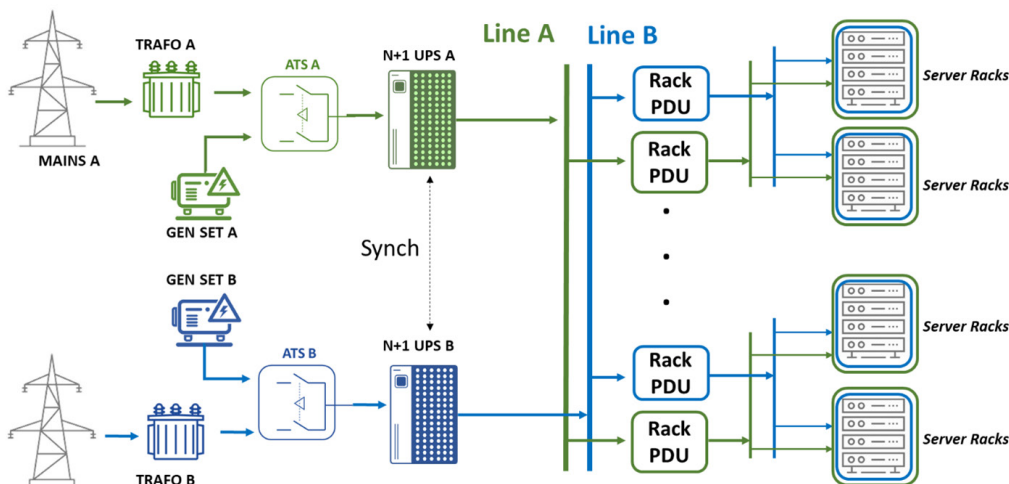 Line A
Line B
TRAFO A
ATS A
N+1 UPS A
Rack
PDU
Server Racks
MAINS A
Rack
PDU
Server Racks
GEN SET A
Synch
GEN SET B
Server Racks
ATS B
N+1 UPS B
Rack
PDU
Rack
PDU
Server Racks
TRAFO B